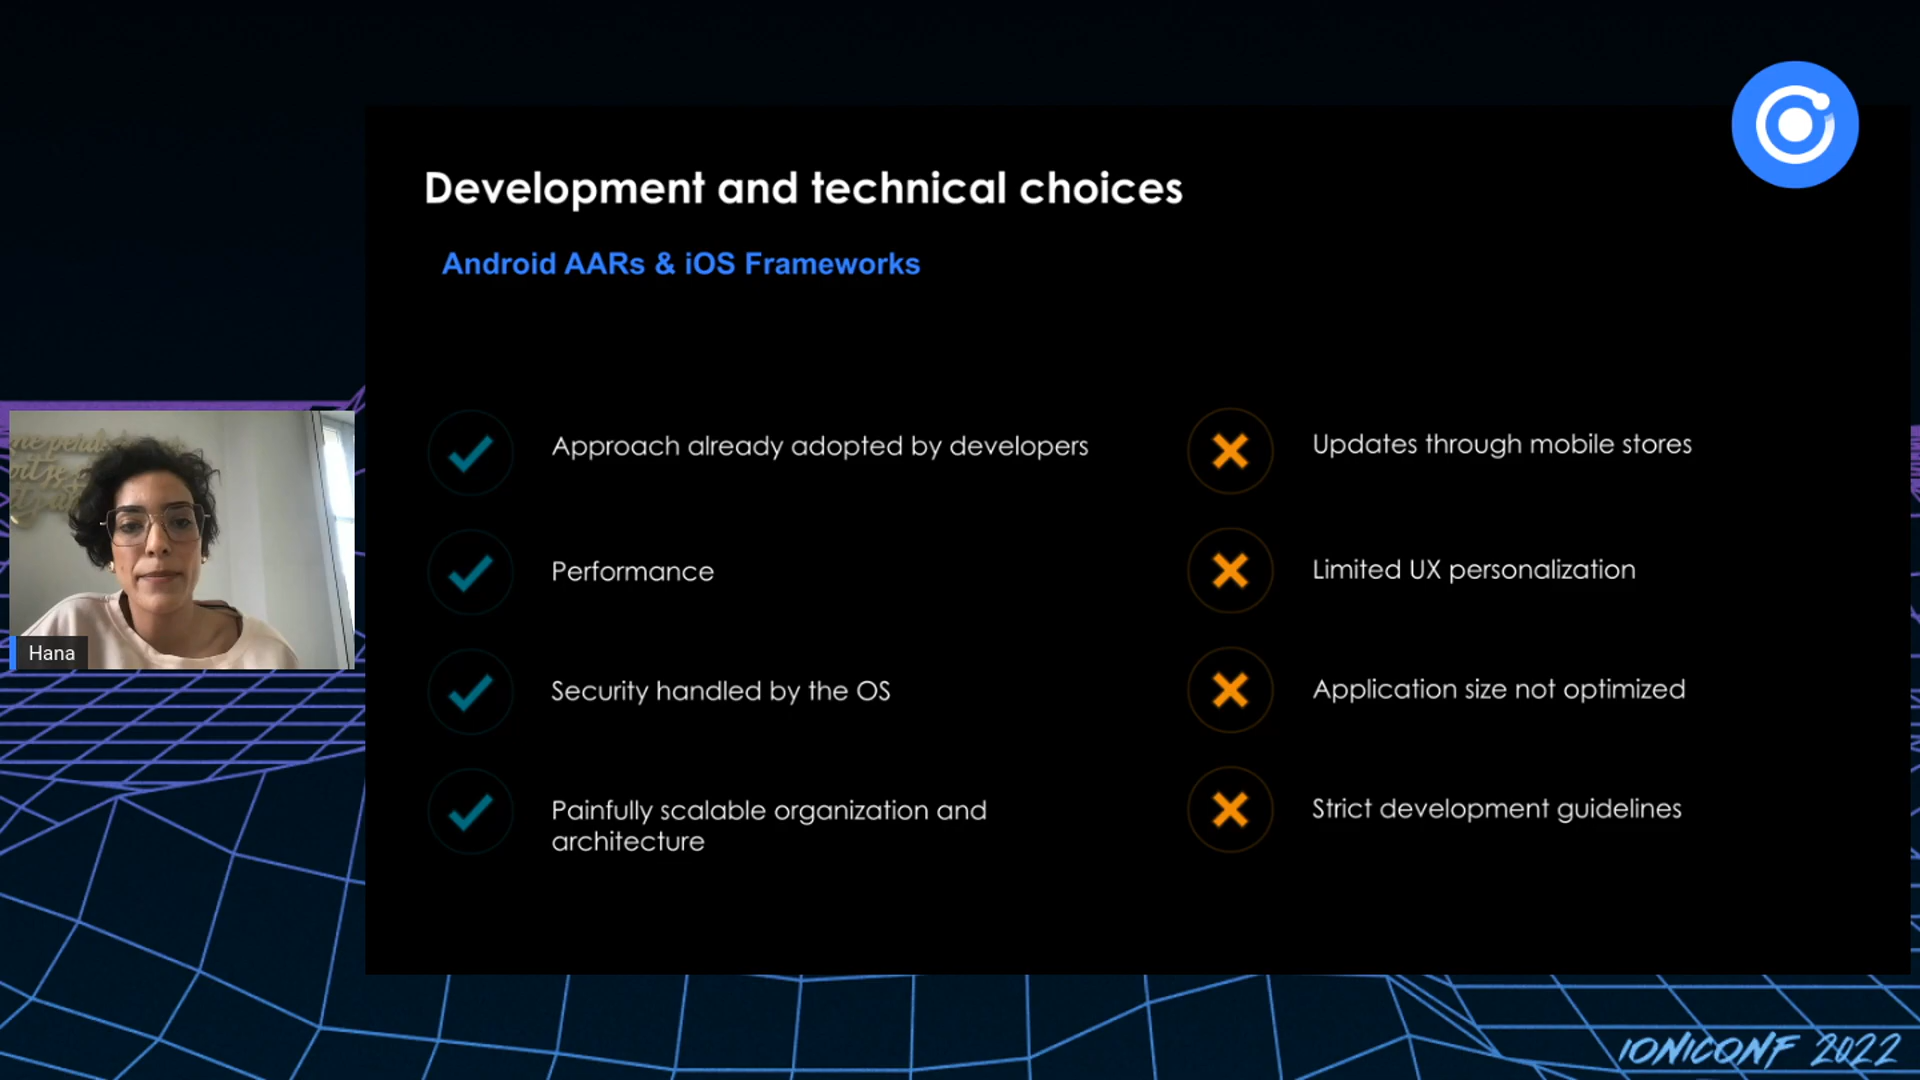 Development and technical choices
Android AARs & iOS Frameworks
Approach already adopted by developers
Performance
Security handled by the OS
Painfully scalable organization and
architecture
Updates through mobile stores
Limited UX personalization
Application size not optimized
Strict development guidelines
Hana
IONICONF 2022